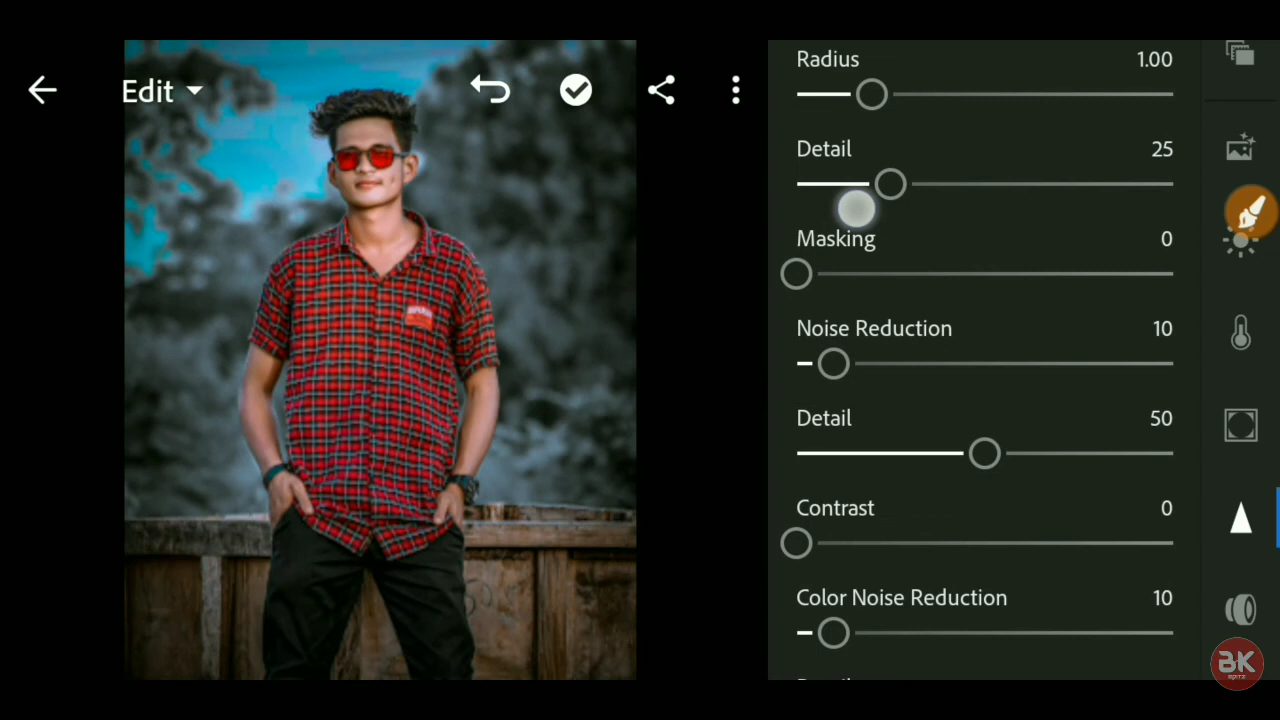 Edit
Radius 1.00
Detail 25
Masking 0
Noise Reduction 10
Detail 50
Contrast 0
Color Noise Reduction 10
BK